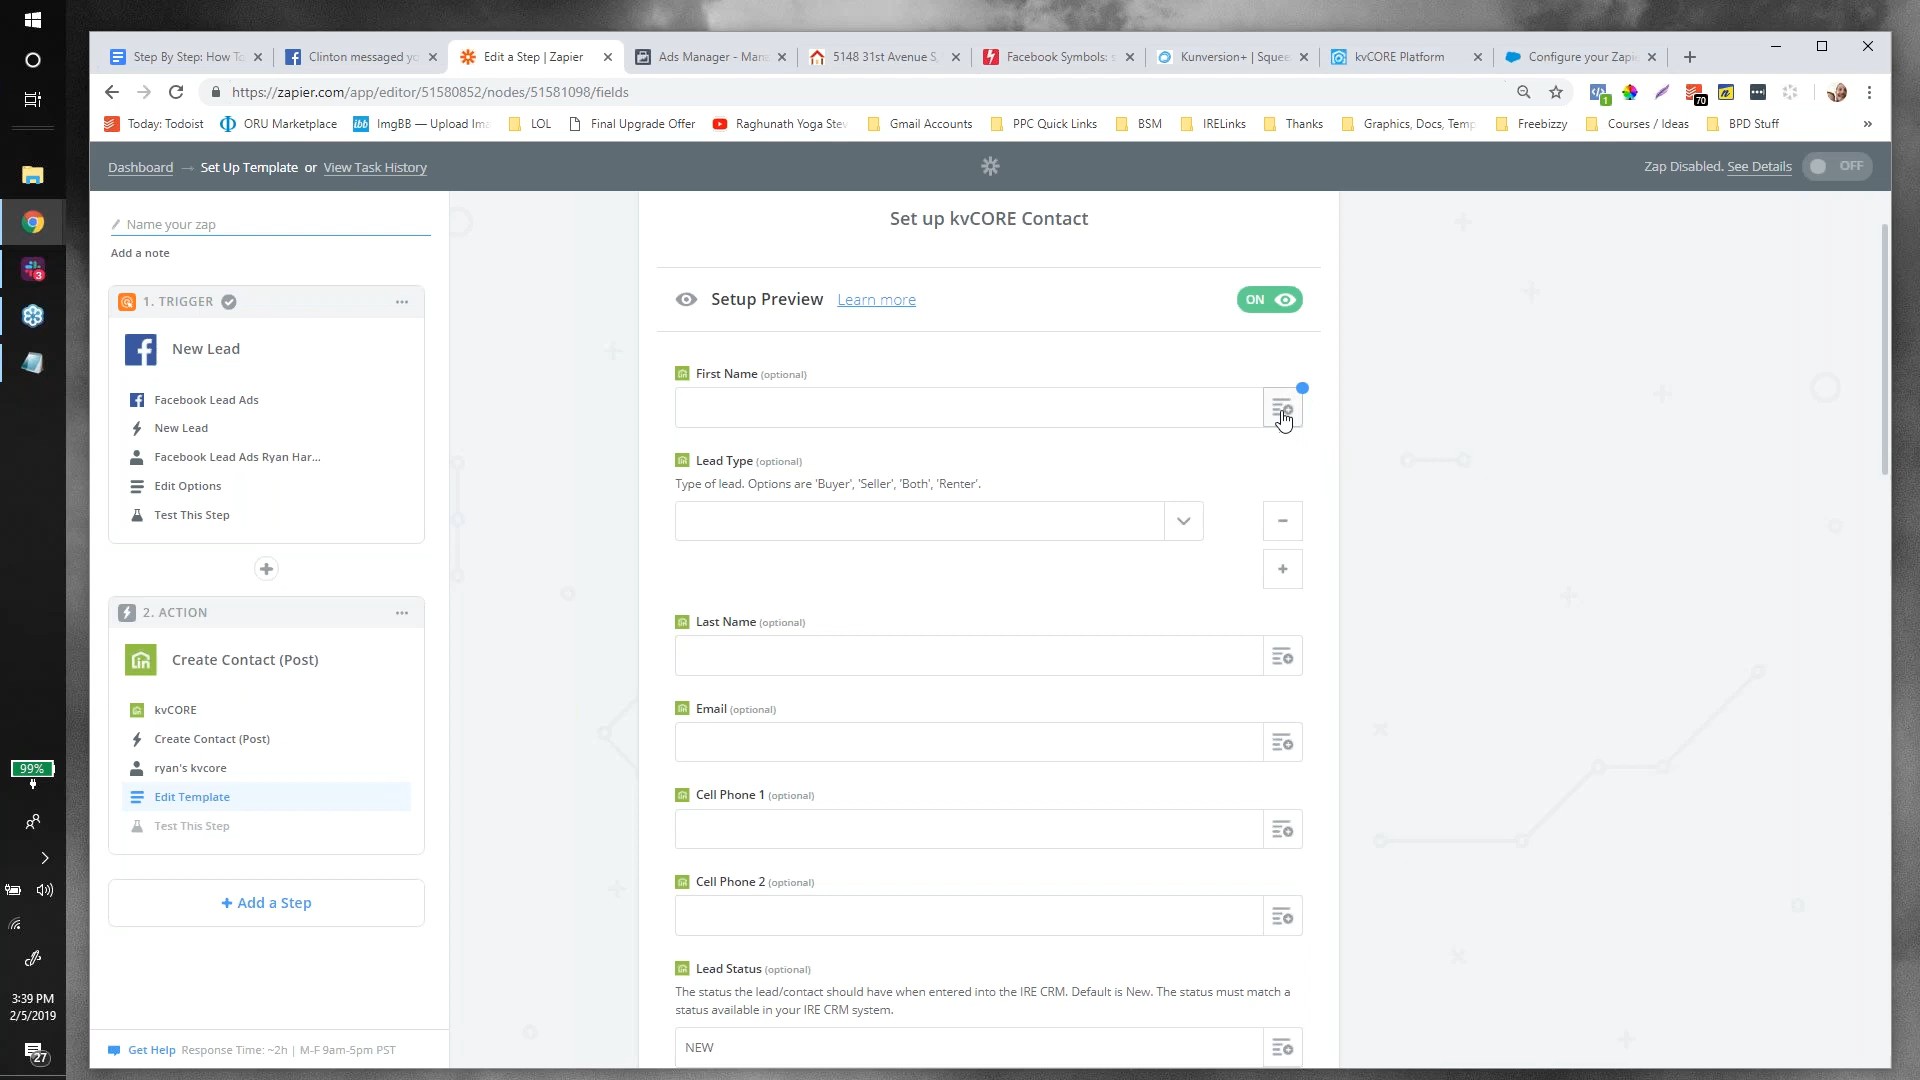 Step By Step: How To
Clinton messaged yo
Edit a Step | Zapier
Ads Manager - Mana
5148 31st Avenue S,
Facebook Symbols: s
Kunversion+ | Squee
kvCORE Platform
Configure your Zapi
https://zapier.com/app/editor/51580852/nodes/51581098/fields
1
70
Today: Todoist
ORU Marketplace
ibb ImgBB — Upload Ima
LOL
Final Upgrade Offer
Raghunath Yoga Stev
Gmail Accounts
PPC Quick Links
BSM
IRELinks
Thanks
Graphics, Docs, Temp
Freebizzy
Courses / Ideas
BPD Stuff
»
Dashboard → Set Up Template or View Task History
Zap Disabled. See Details
OFF
Name your zap
Add a note
1. TRIGGER
New Lead
Facebook Lead Ads
New Lead
Facebook Lead Ads Ryan Har...
Edit Options
Test This Step
2. ACTION
Create Contact (Post)
kvCORE
Create Contact (Post)
ryan's kvcore
Edit Template
Test This Step
+ Add a Step
Get Help Response Time: ~2h | M-F 9am-5pm PST
Set up kvCORE Contact
Setup Preview Learn more
ON
First Name (optional)
Lead Type (optional)
Type of lead. Options are 'Buyer', 'Seller', 'Both', 'Renter'.
Last Name (optional)
Email (optional)
Cell Phone 1 (optional)
Cell Phone 2 (optional)
Lead Status (optional)
The status the lead/contact should have when entered into the IRE CRM. Default is New. The status must match a
status available in your IRE CRM system.
NEW
3
99%
3:39 PM
2/5/2019
27